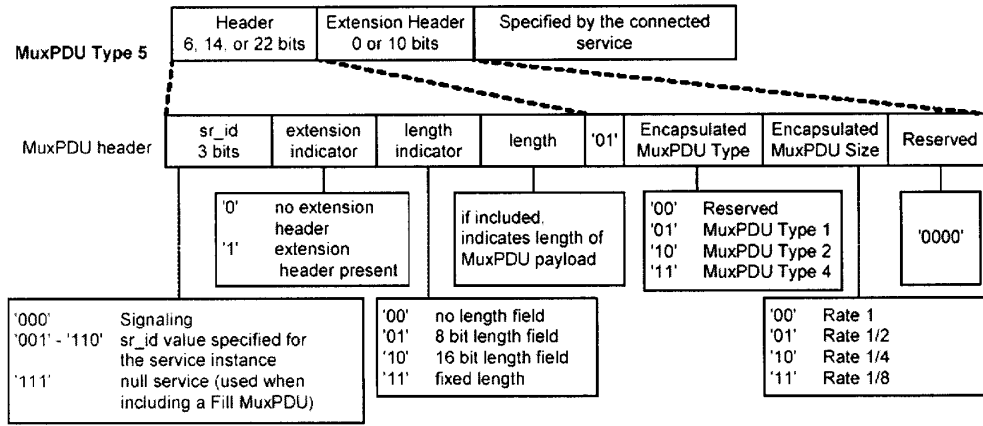 Header
6, 14, or 22 bits
Extension Header
0 or 10 bits
Specified by the connected
service
MuxPDU Type 5
MuxPDU header
sr_id
3 bits
extension
indicator
length
indicator
length
'01'
Encapsulated
MuxPDU Type
Encapsulated
MuxPDU Size
Reserved
'0' no extension
header
'1' extension
header present
if included,
indicates length of
MuxPDU payload
'00' Reserved
'01' MuxPDU Type 1
'10' MuxPDU Type 2
'11' MuxPDU Type 4
'0000'
'000' Signaling
'001' - '110' sr_id value specified for
the service instance
'111' null service (used when
including a Fill MuxPDU)
'00' no length field
'01' 8 bit length field
'10' 16 bit length field
'11' fixed length
'00' Rate 1
'01' Rate 1/2
'10' Rate 1/4
'11' Rate 1/8